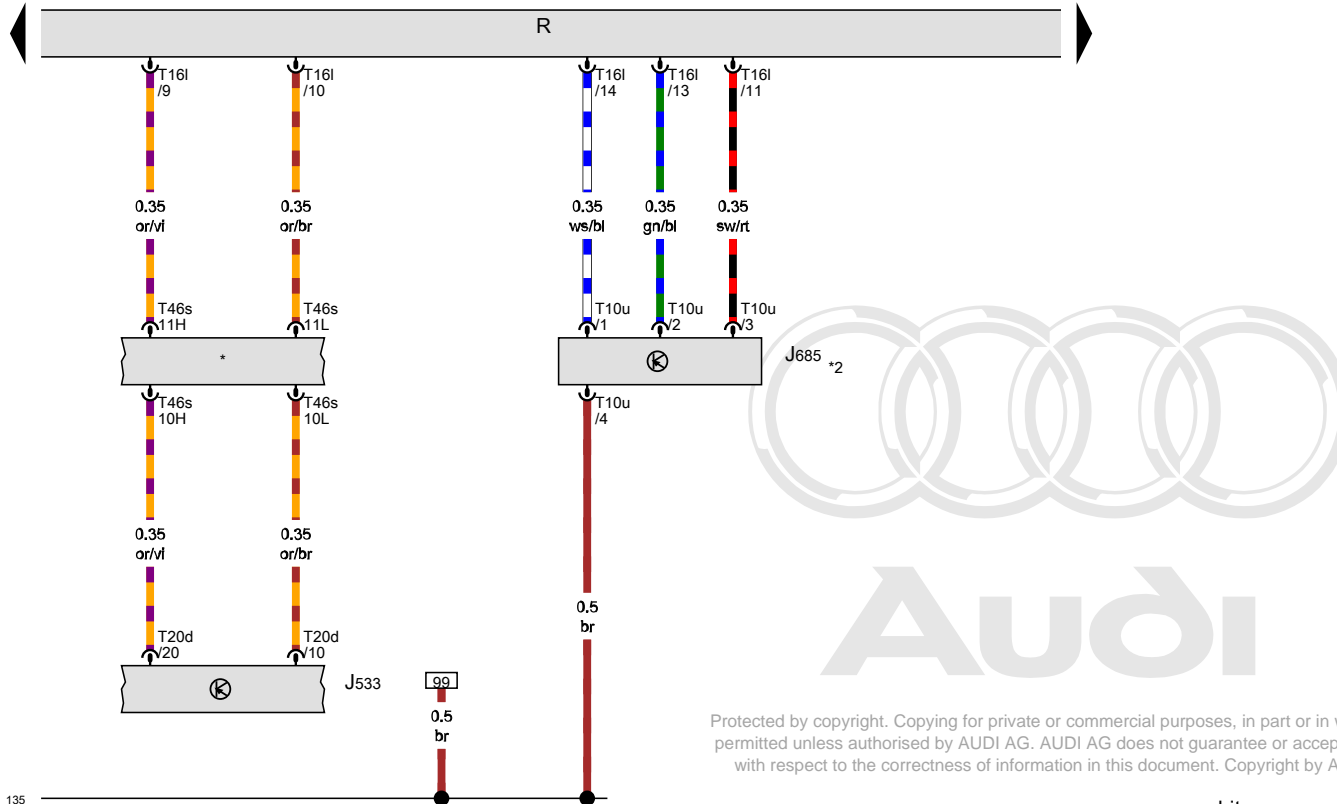 R
T16l T16l T16l T16l T16l
/9 /10 /14 /13 /11
0.35 0.35 0.35 0.35 0.35
or/vi or/br ws/bl gn/bl sw/rt
T46s T46s T10u T10u T10u
11H 11L /1 /2 /3
* J685 *2
T46s T46s T10u
10H 10L /4
0.35 0.35
or/vi or/br
0.5
br
T20d T20d
/20 /10
J533 99
0.5
br
135
Audi
Protected by copyright. Copying for private or commercial purposes, in part or in w
permitted unless authorised by AUDI AG. AUDI AG does not guarantee or accep
with respect to the correctness of information in this document. Copyright by A